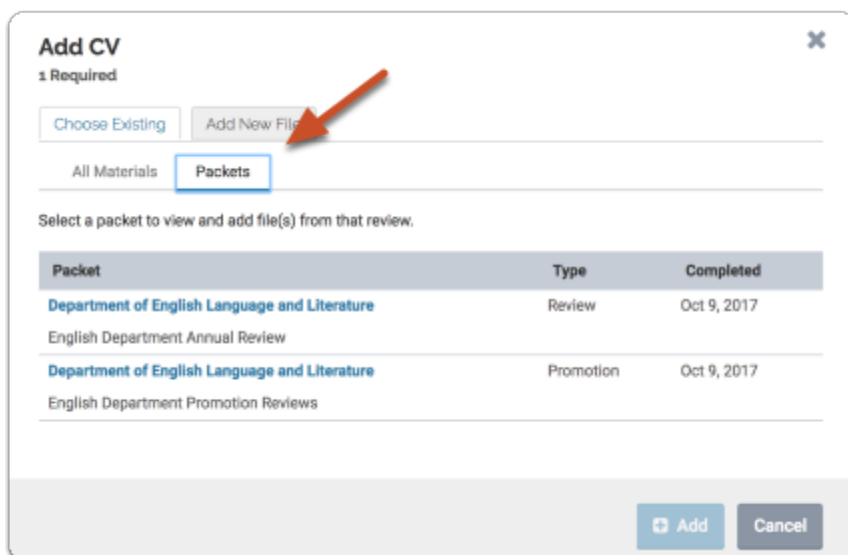 Add CV
1 Required
Choose Existing Add New File
All Materials Packets
Select a packet to view and add file(s) from that review.
Packet Type Completed
Department of English Language and Literature Review Oct 9, 2017
English Department Annual Review
Department of English Language and Literature Promotion Oct 9, 2017
English Department Promotion Reviews
Add Cancel